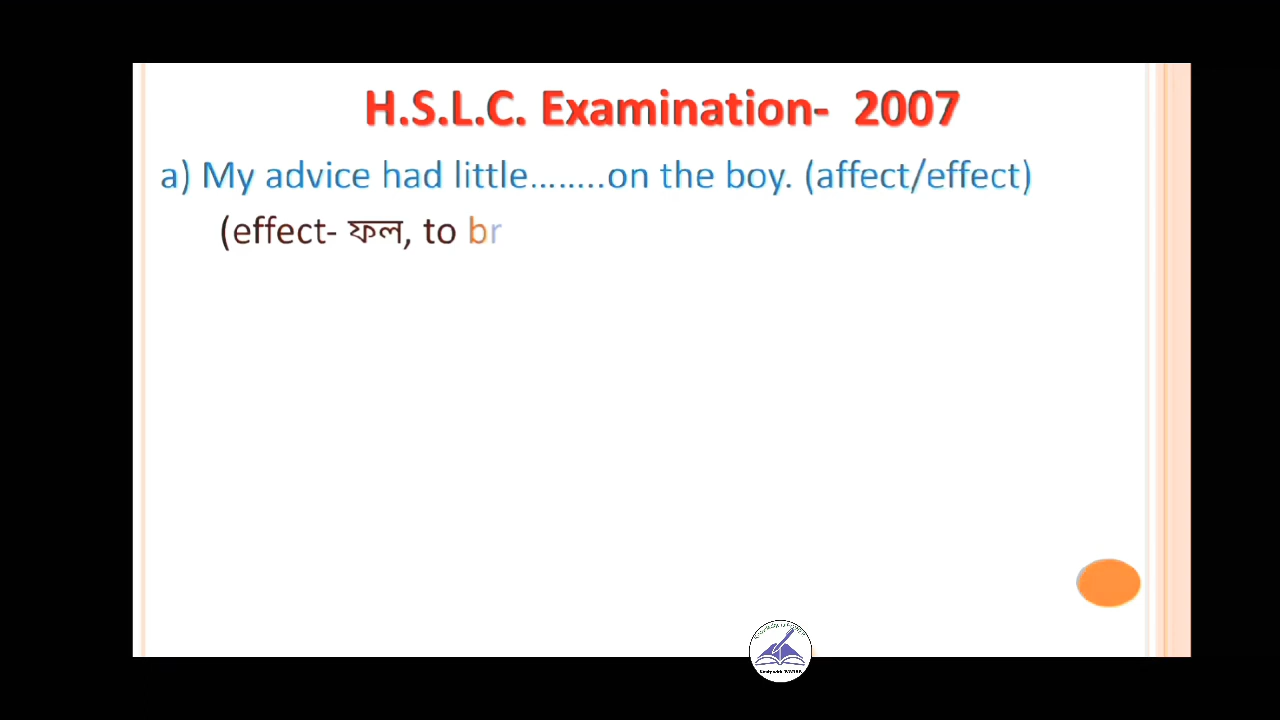 H.S.L.C. Examination- 2007
a) My advice had little........on the boy. (affect/effect)
(effect- ফল, to br